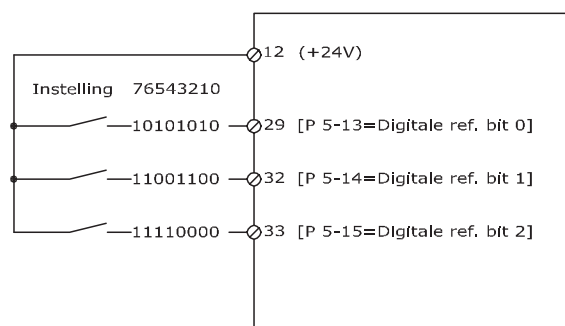 12 (+24V)
Instelling 76543210
10101010 29 [P 5-13=Digitale ref. bit 0]
11001100 32 [P 5-14=Digitale ref. bit 1]
11110000 33 [P 5-15=Digitale ref. bit 2]